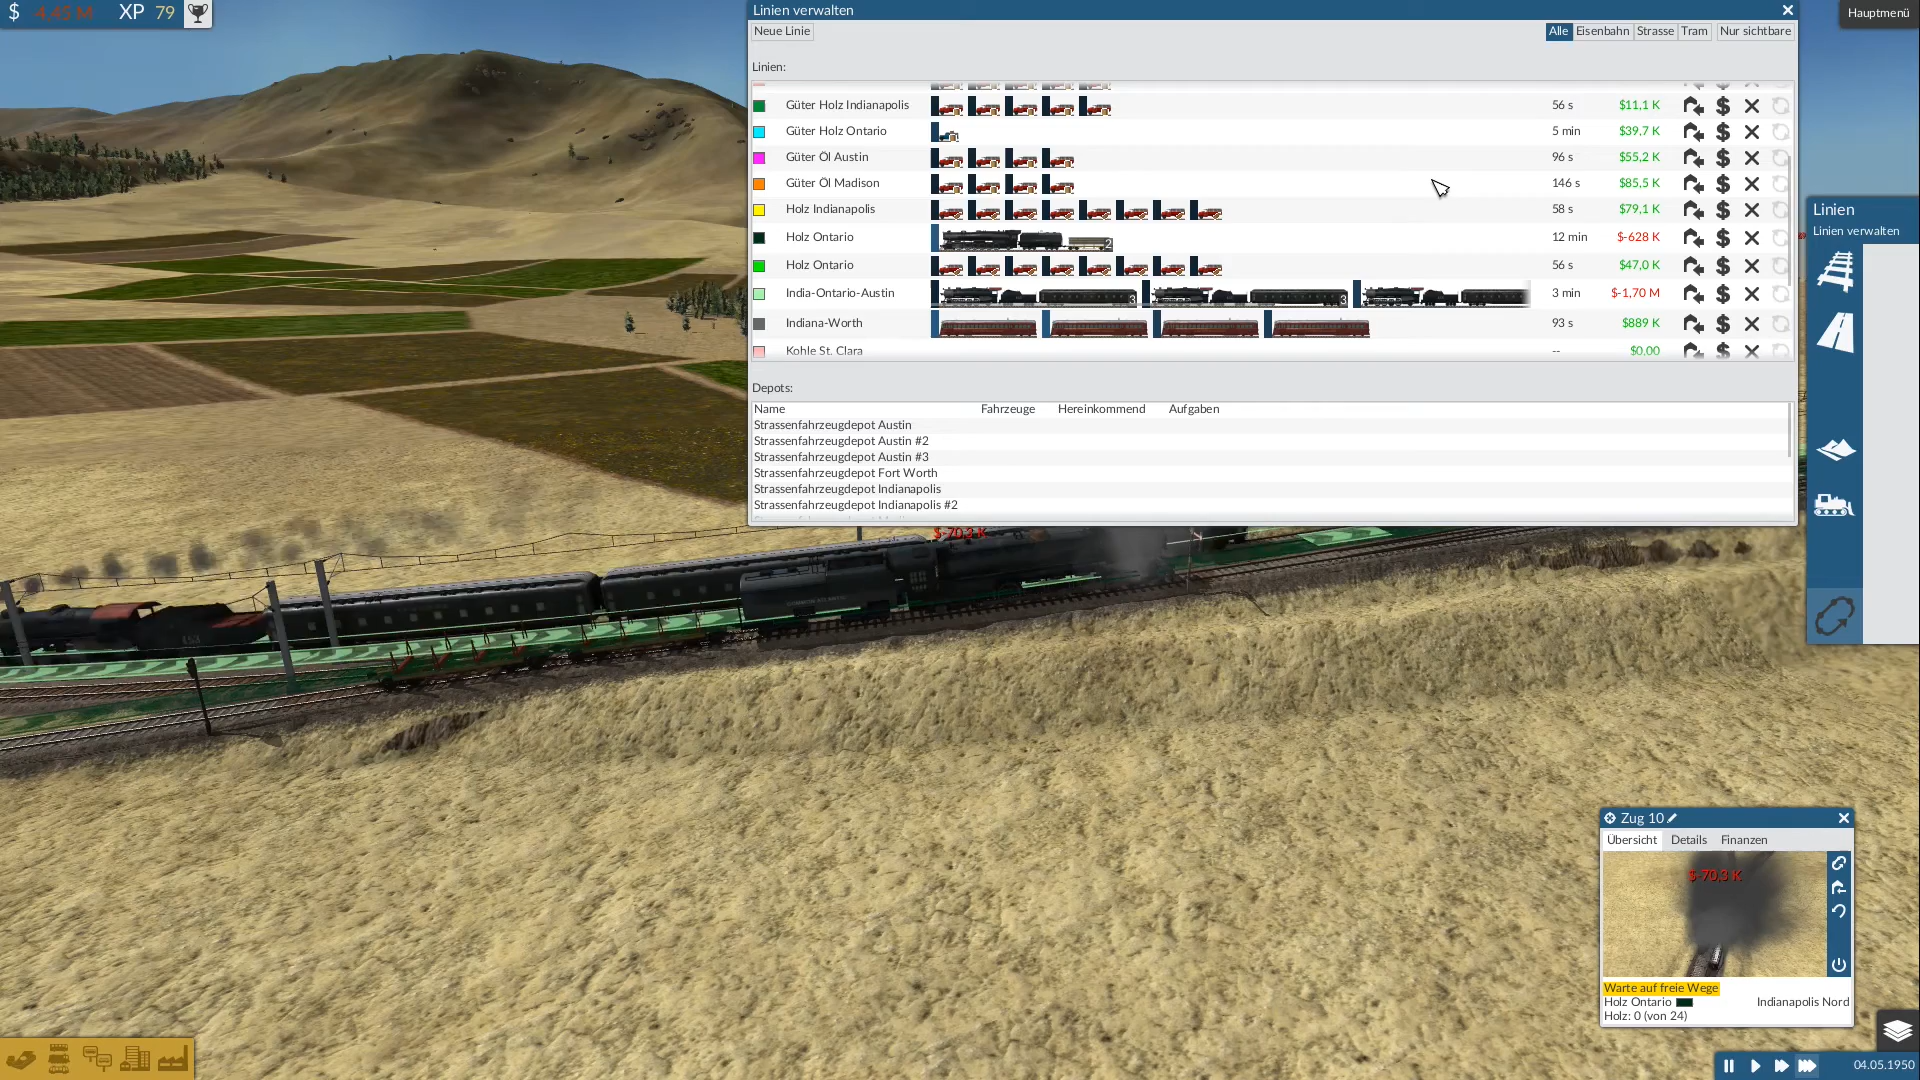 $ -4,45 M XP 79
Linien verwalten
Hauptmenü
Neue Linie
Alle Eisenbahn Strasse Tram Nur sichtbare
Linien:
Güter Holz Indianapolis 56 s $11,1 K
Güter Holz Ontario 5 min $39,7 K
Güter Öl Austin 96 s $55,2 K
Güter Öl Madison 146 s $85,5 K
Holz Indianapolis 58 s $79,1 K
Holz Ontario 2 12 min $-628 K
Holz Ontario 56 s $47,0 K
India-Ontario-Austin 3 3 3 min $-1,70 M
Indiana-Worth 93 s $889 K
Kohle St. Clara -- $0,00
Linien
Linien verwalten
Depots:
Name Fahrzeuge Hereinkommend Aufgaben
Strassenfahrzeugdepot Austin
Strassenfahrzeugdepot Austin #2
Strassenfahrzeugdepot Austin #3
Strassenfahrzeugdepot Fort Worth
Strassenfahrzeugdepot Indianapolis
Strassenfahrzeugdepot Indianapolis #2
$-70,3 K
Zug 10
Übersicht Details Finanzen
$-70,3 K
Warte auf freie Wege
Holz Ontario Indianapolis Nord
Holz: 0 (von 24)
04.05.1950